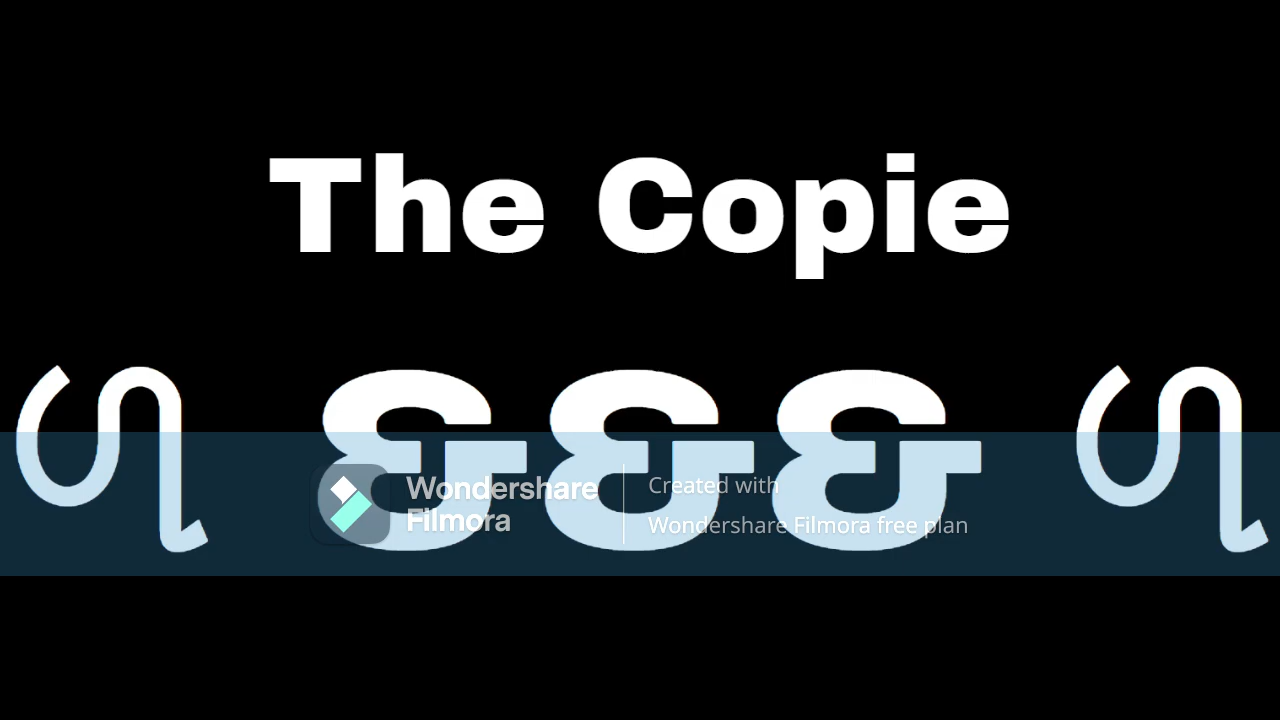 The Copie
&&&
Wondershare Filmora
Created with
Wondershare Filmora free plan